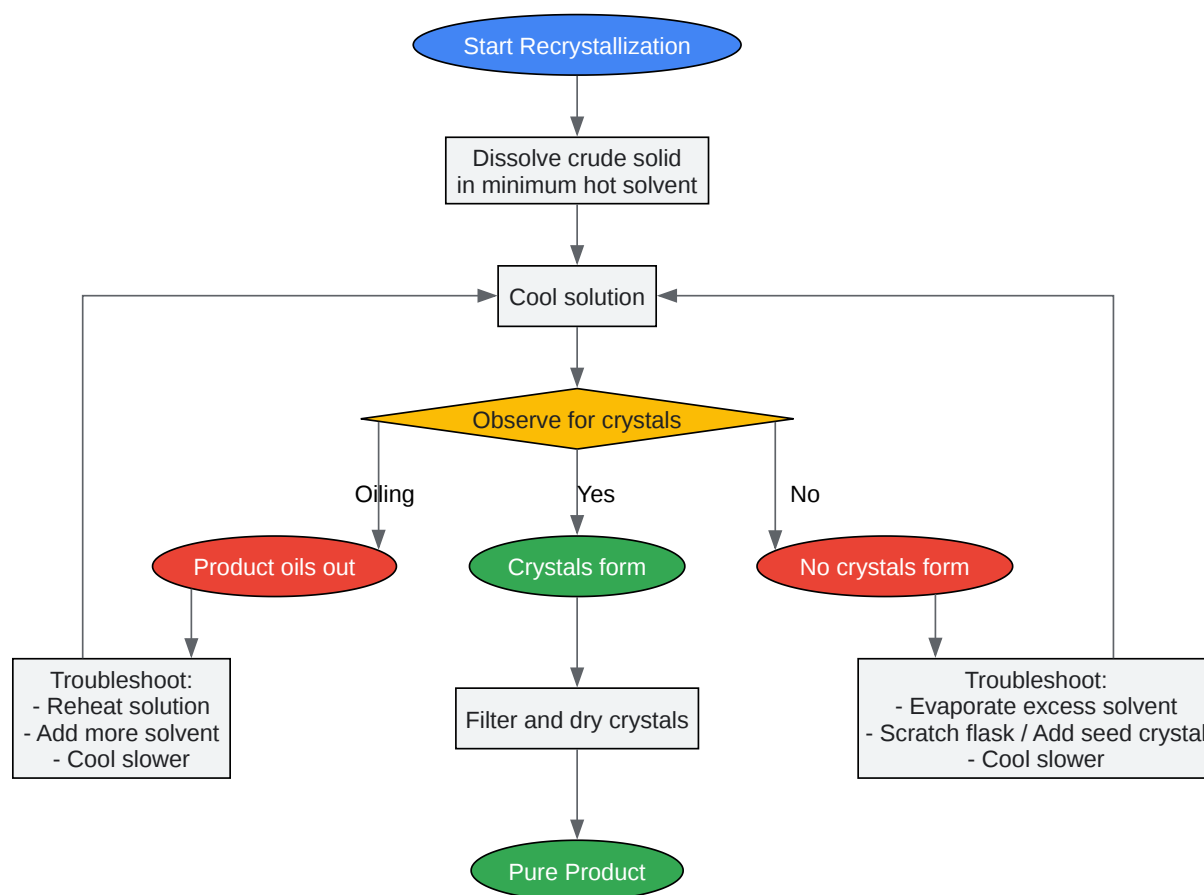 Start Recrystallization
Dissolve crude solid
in minimum hot solvent
Cool solution
Observe for crystals
Oiling
Yes
No
Product oils out
Crystals form
No crystals form
Troubleshoot:
- Reheat solution
- Add more solvent
- Cool slower
Filter and dry crystals
Troubleshoot:
- Evaporate excess solvent
- Scratch flask / Add seed crystal
- Cool slower
Pure Product